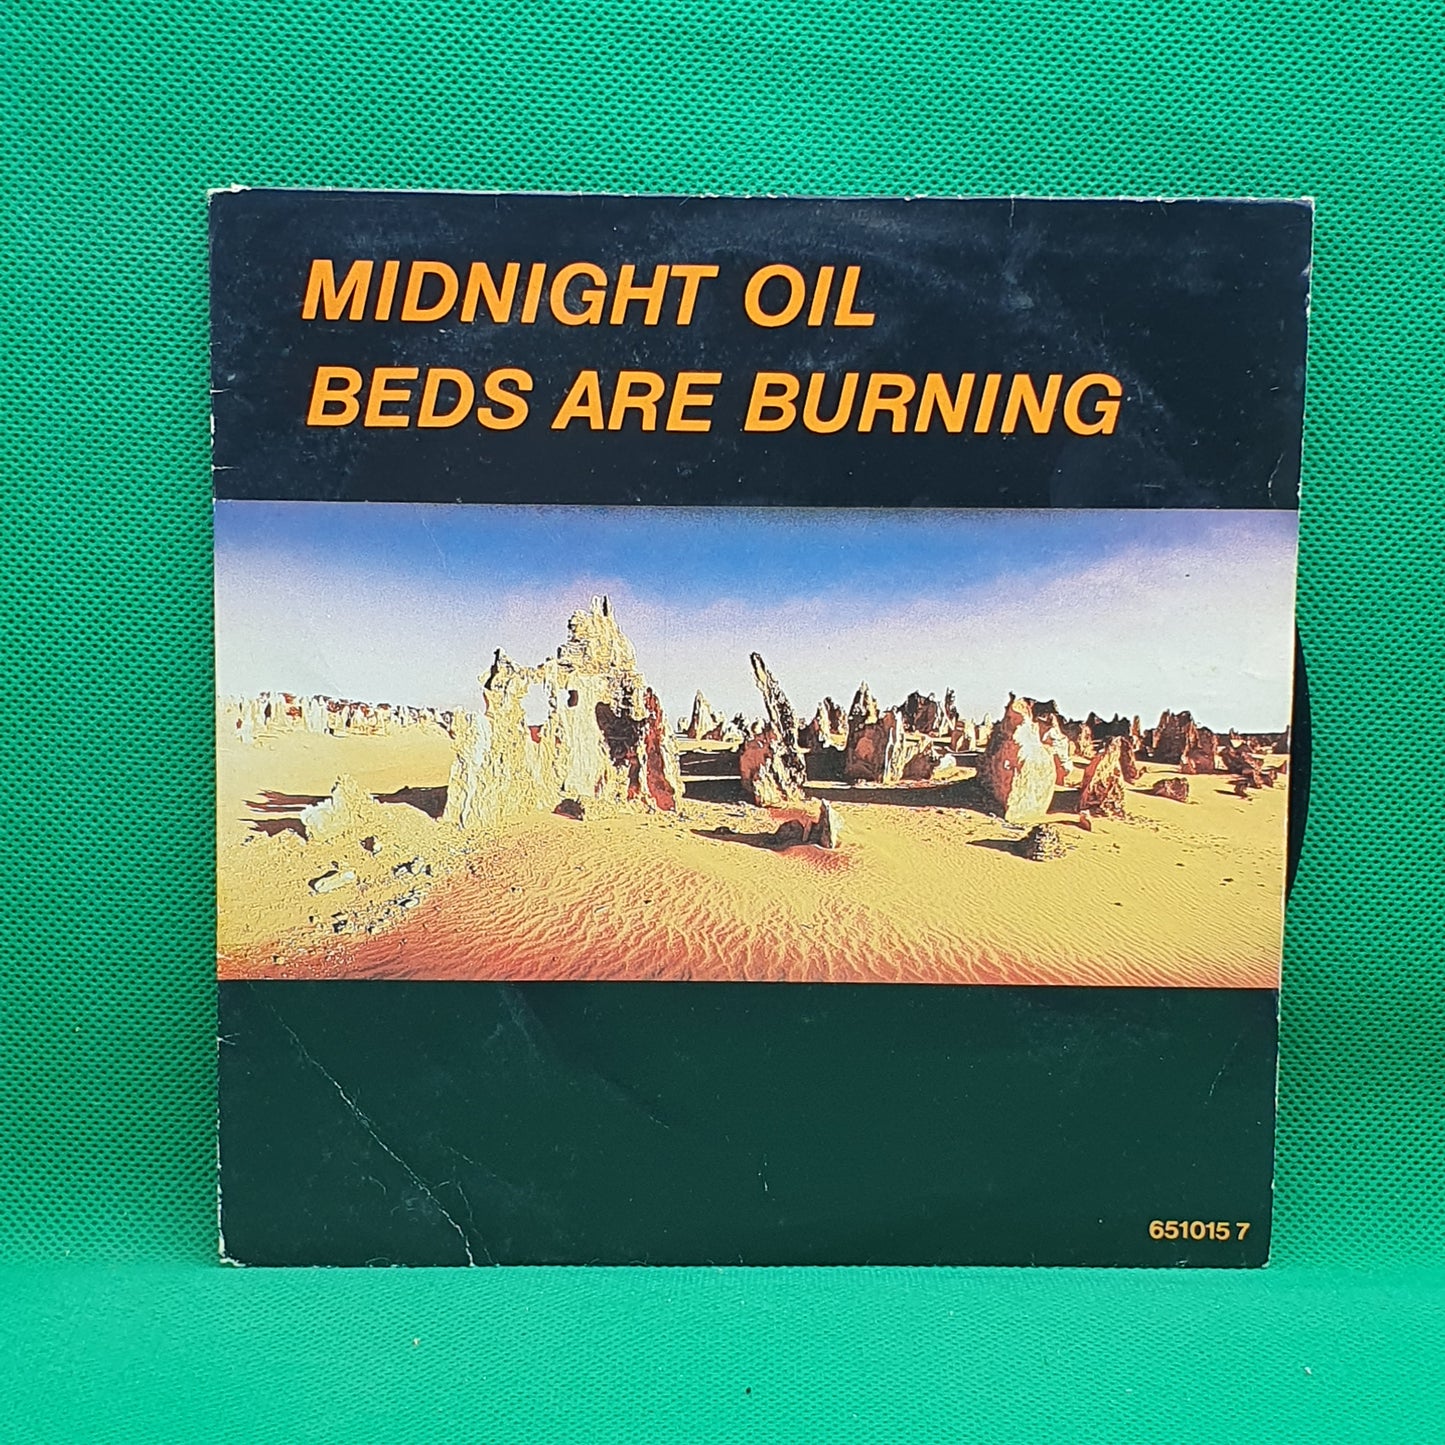 MIDNIGHT OIL
BEDS ARE BURNING
651015 7